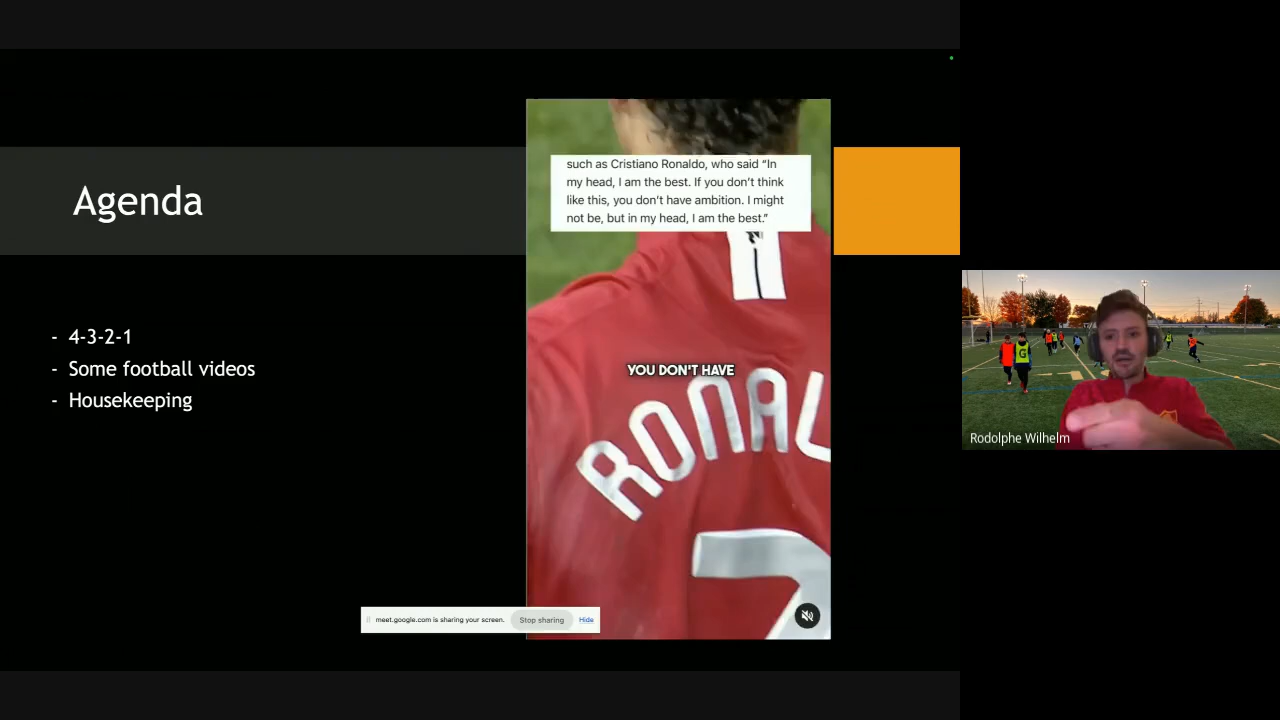 Agenda
- 4-3-2-1
- Some football videos
- Housekeeping
such as Cristiano Ronaldo, who said “In
my head, I am the best. If you don’t think
like this, you don’t have ambition. I might
not be, but in my head, I am the best.”
YOU DON'T HAVE
RONAL
7
meet.google.com is sharing your screen. Stop sharing Hide
G
Rodolphe Wilhelm